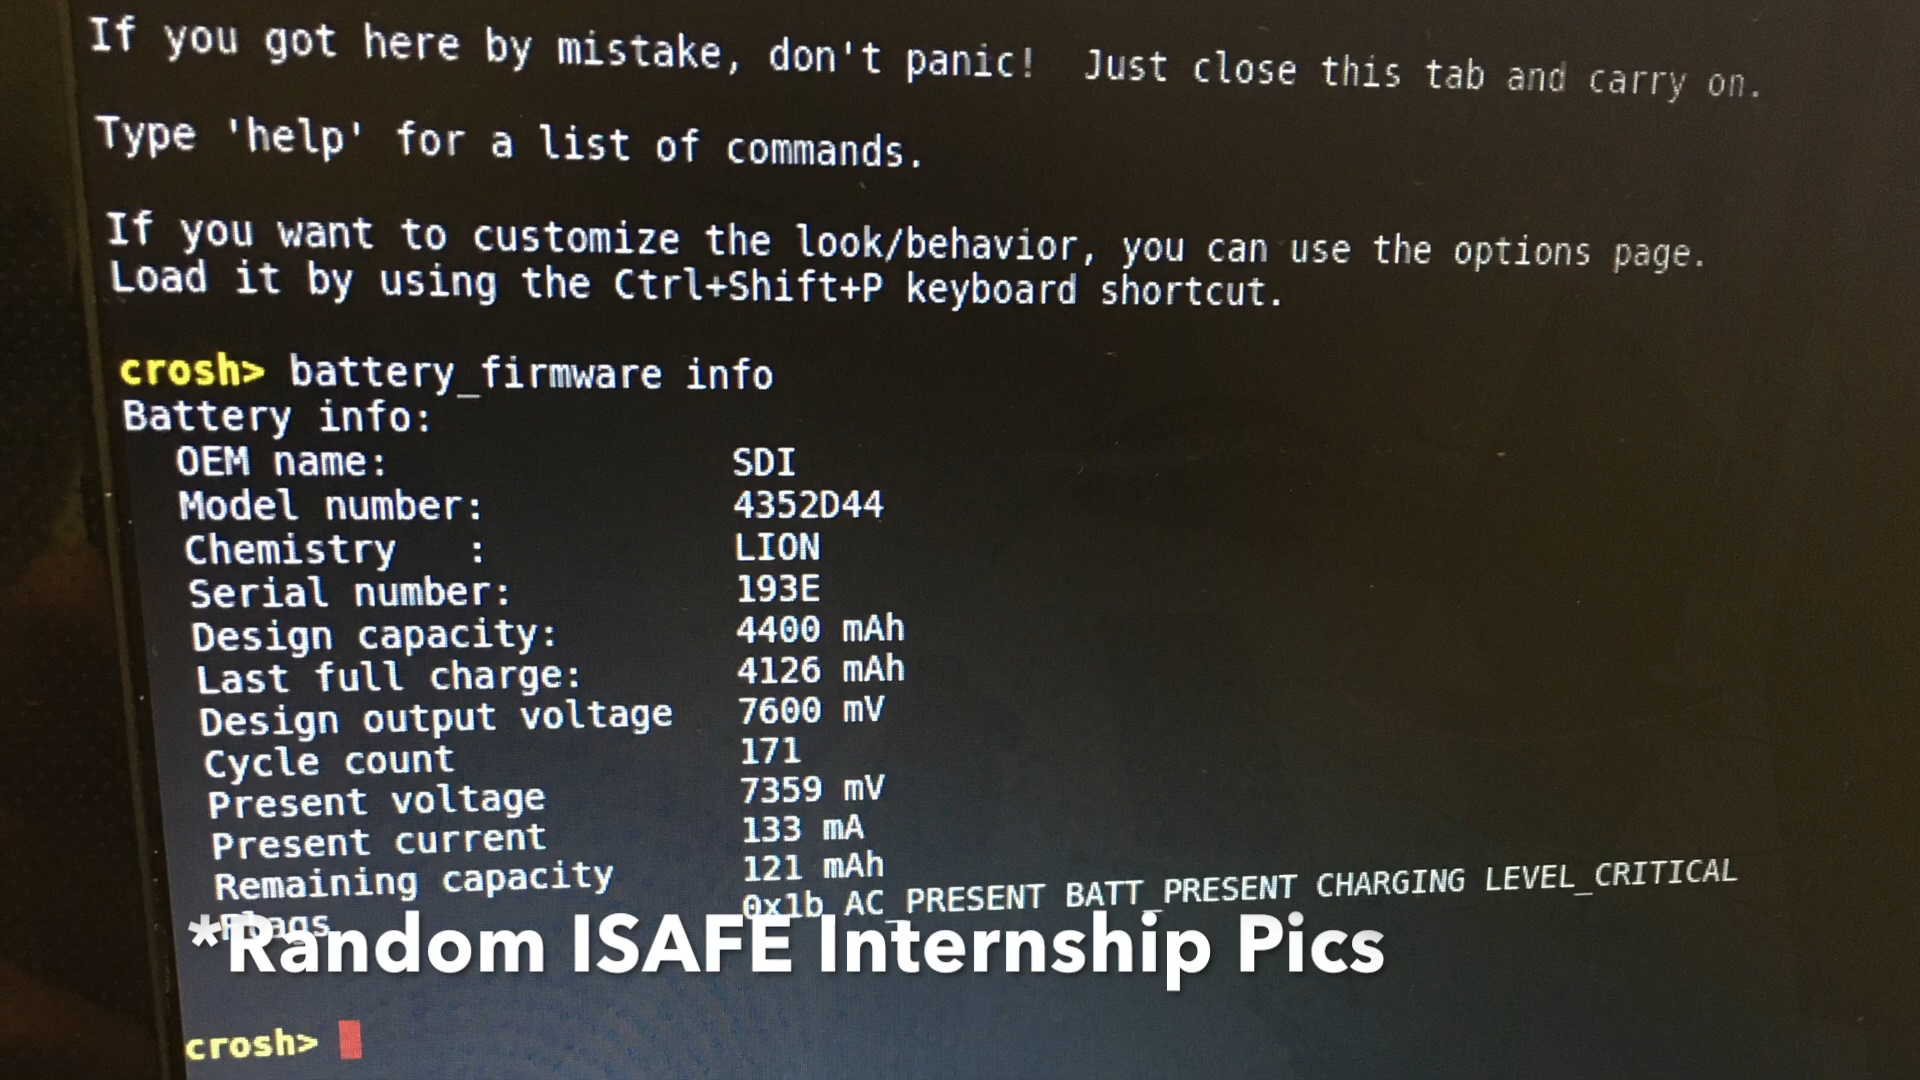 If you got here by mistake, don't panic!  Just close this tab and carry on.
Type 'help' for a list of commands.
If you want to customize the look/behavior, you can use the options page.
Load it by using the Ctrl+Shift+P keyboard shortcut.
crosh> battery_firmware info
Battery info:
OEM name: SDI
Model number: 4352D44
Chemistry : LION
Serial number: 193E
Design capacity: 4400 mAh
Last full charge: 4126 mAh
Design output voltage 7600 mV
Cycle count 171
Present voltage 7359 mV
Present current 133 mA
Remaining capacity 121 mAh
Flags 0x1b AC_PRESENT BATT_PRESENT CHARGING LEVEL_CRITICAL
*Random ISAFE Internship Pics
crosh>